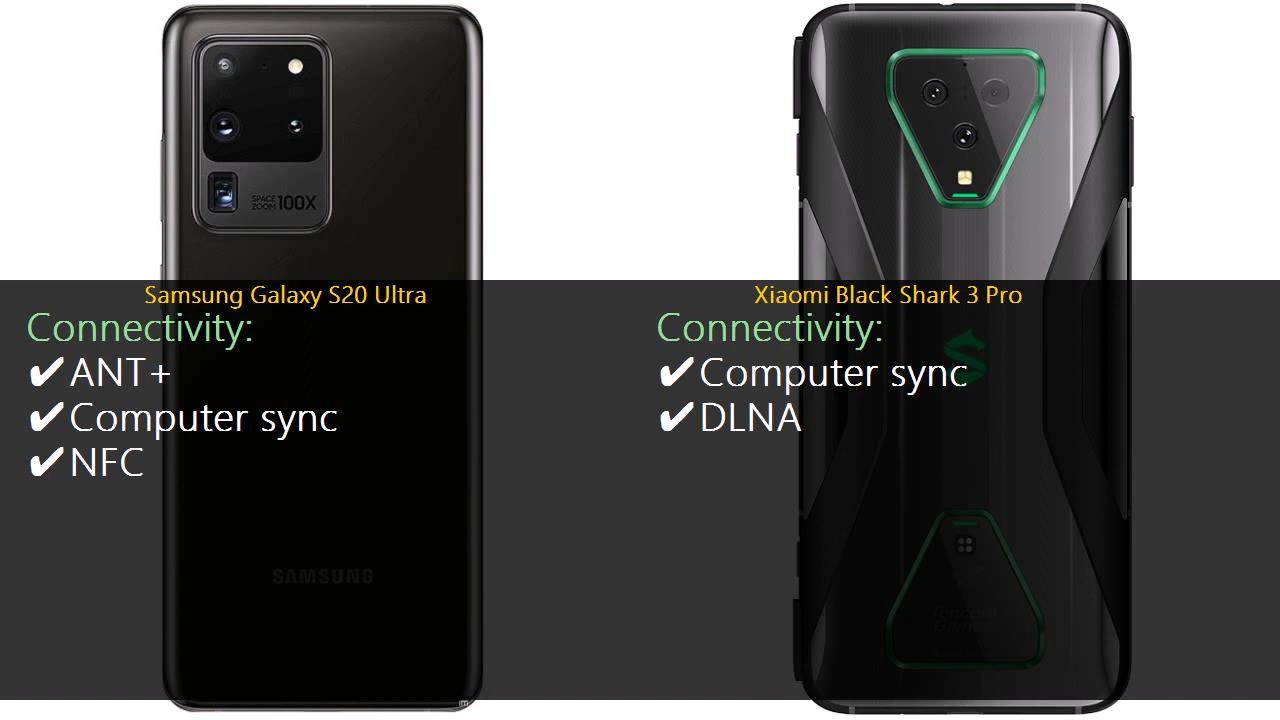 SPACE
ZOOM 100X
Samsung Galaxy S20 Ultra
Connectivity:
✔ANT+
✔Computer sync
✔NFC
SAMSUNG
Xiaomi Black Shark 3 Pro
Connectivity:
✔Computer sync
✔DLNA